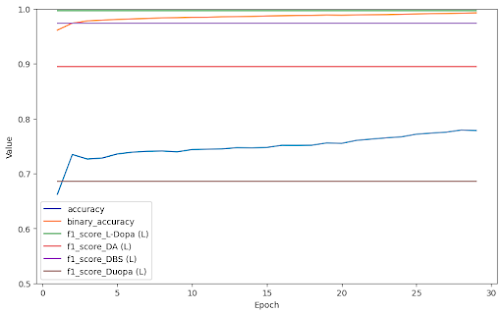 1.0
0.9
0.8
0.7
0.6
0.5
Value
accuracy
binary_accuracy
f1_score_L-Dopa (L)
f1_score_DA (L)
f1_score_DBS (L)
f1_score_Duopa (L)
0 5 10 15 20 25 30
Epoch